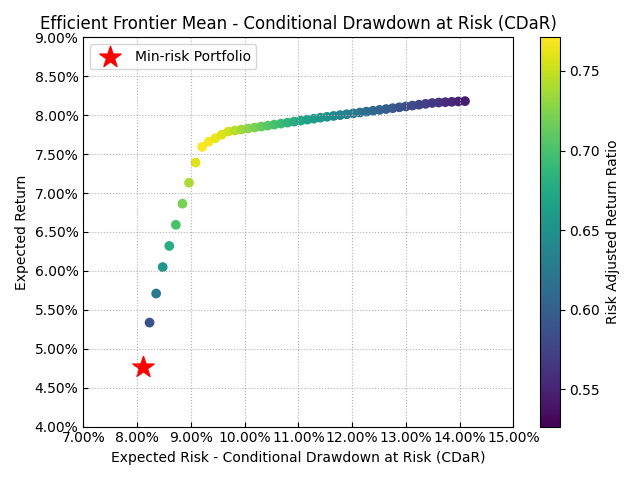 Efficient Frontier Mean - Conditional Drawdown at Risk (CDaR)
Min-risk Portfolio
Expected Return
9.00%
8.50%
8.00%
7.50%
7.00%
6.50%
6.00%
5.50%
5.00%
4.50%
4.00%
7.00% 8.00% 9.00% 10.00% 11.00% 12.00% 13.00% 14.00% 15.00%
Expected Risk - Conditional Drawdown at Risk (CDaR)
0.75
0.70
0.65
0.60
0.55
Risk Adjusted Return Ratio